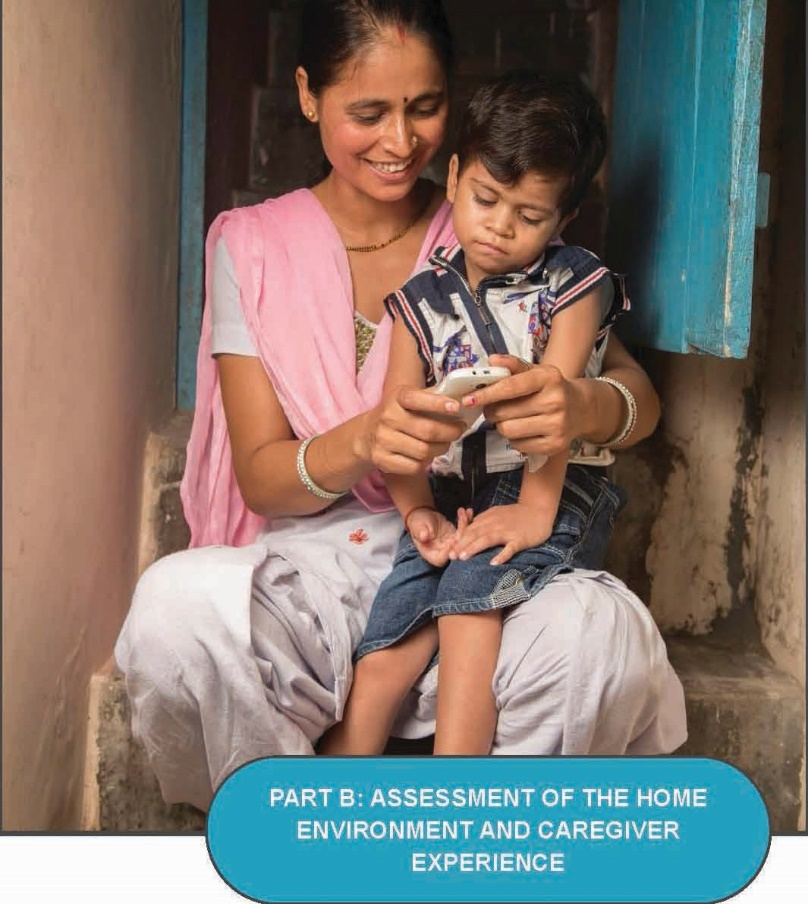 PART B: ASSESSMENT OF THE HOME
ENVIRONMENT AND CAREGIVER
EXPERIENCE